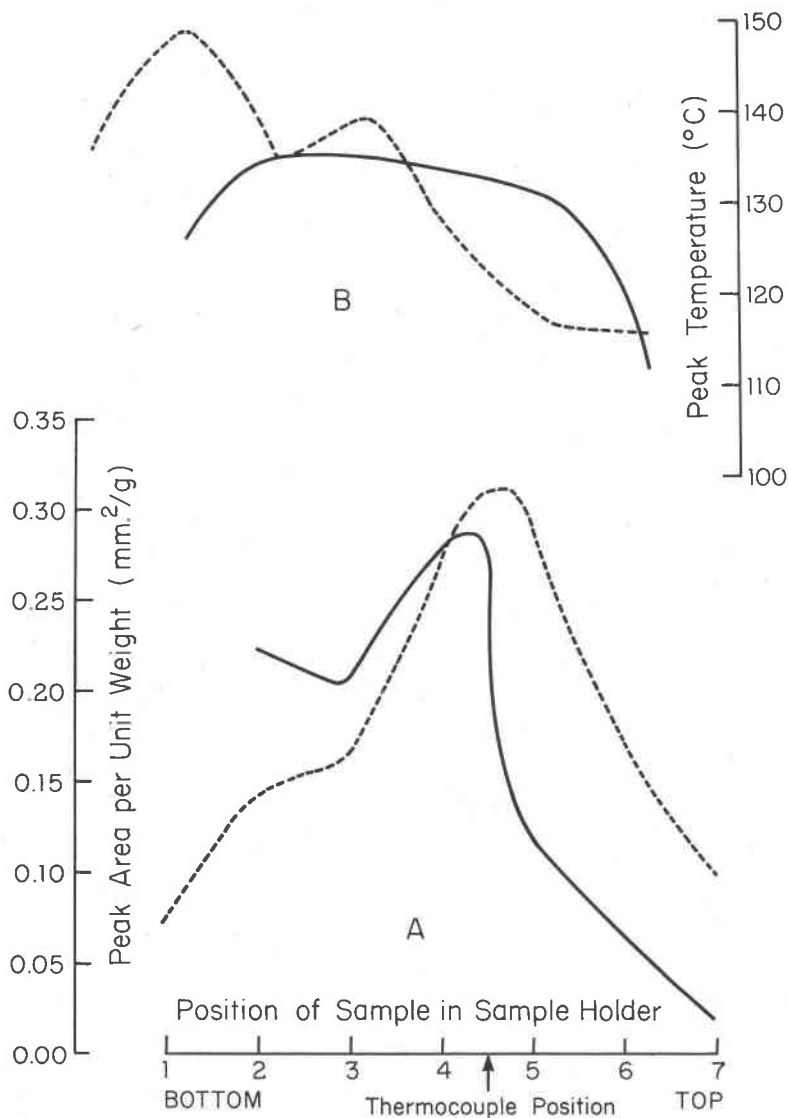 150
140
130
120
110
100
Peak Temperature (°C)
B
0.35
0.30
0.25
0.20
0.15
0.10
0.05
0.00
Peak Area per Unit Weight (mm.²/g)
A
Position of Sample in Sample Holder
1 2 3 4 5 6 7
BOTTOM Thermocouple Position TOP